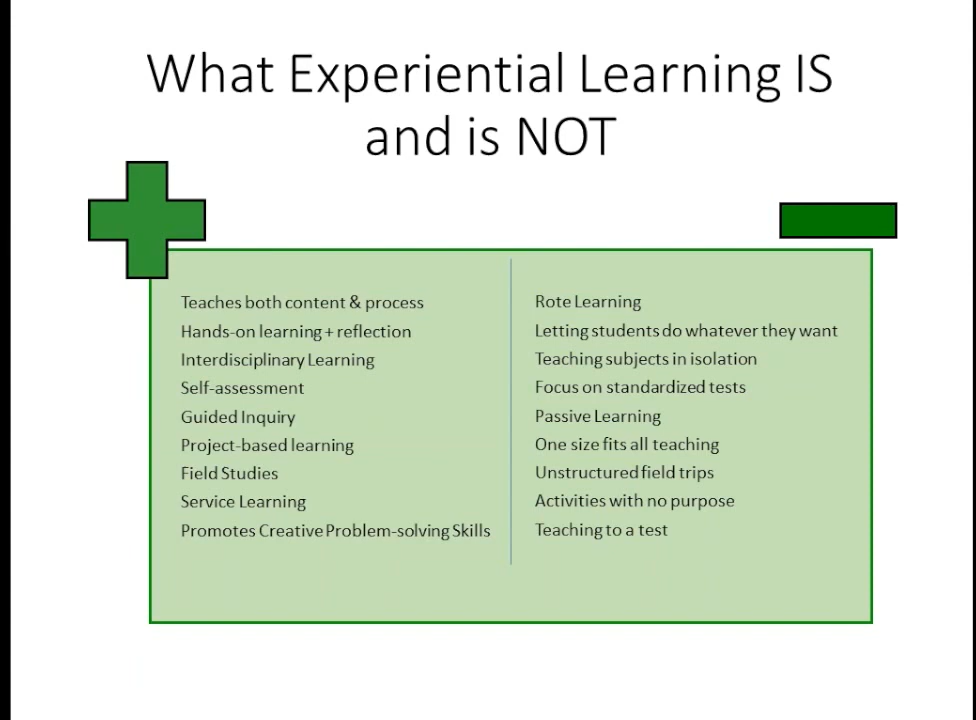 What Experiential Learning IS
and is NOT
Teaches both content & process
Hands-on learning + reflection
Interdisciplinary Learning
Self-assessment
Guided Inquiry
Project-based learning
Field Studies
Service Learning
Promotes Creative Problem-solving Skills
Rote Learning
Letting students do whatever they want
Teaching subjects in isolation
Focus on standardized tests
Passive Learning
One size fits all teaching
Unstructured field trips
Activities with no purpose
Teaching to a test